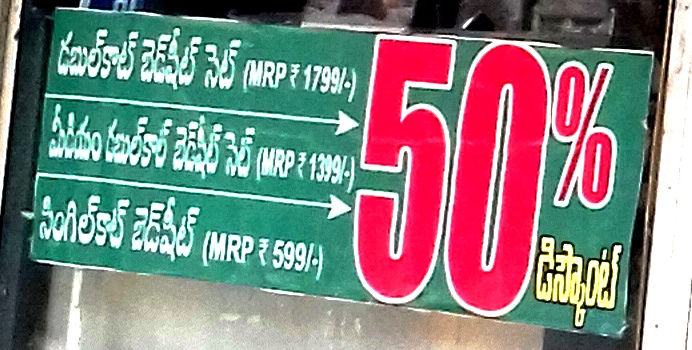 డబుల్‌కాట్ బెడ్‌షీట్ సెట్ (MRP ₹ 1799/-)
మీడియం డబుల్‌కాట్ బెడ్‌షీట్ సెట్ (MRP ₹ 1399/-)
సింగిల్‌కాట్ బెడ్‌షీట్ (MRP ₹ 599/-)
50%
డిస్కౌంట్